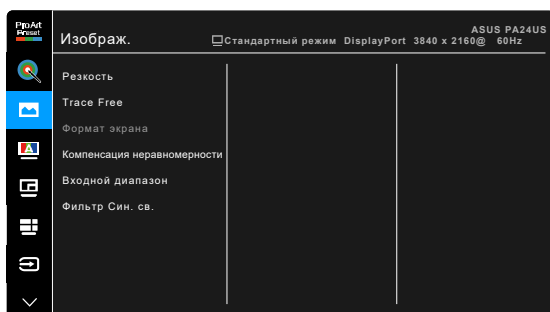 ProArt
Preset
ASUS PA24US
Изображ.
Стандартный режим DisplayPort 3840 x 2160@ 60Hz
A
Резкость
Trace Free
Формат экрана
Компенсация неравномерности
Входной диапазон
Фильтр Син. св.